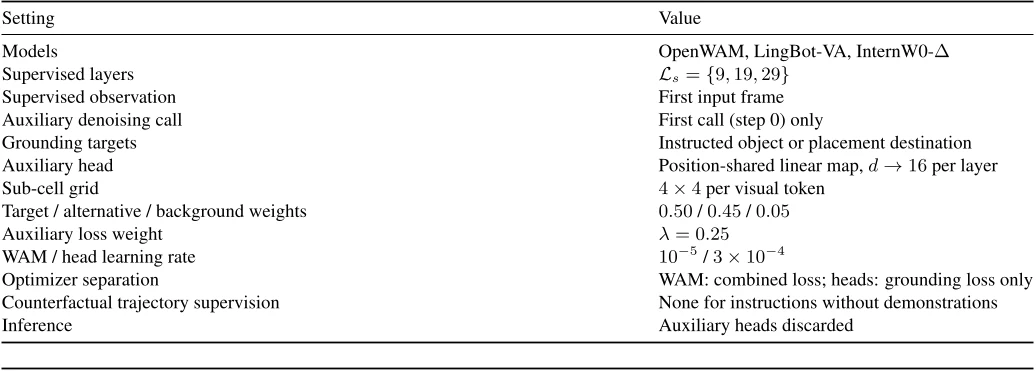 Setting Value
Models OpenWAM, LingBot-VA, InternW0-Δ
Supervised layers ℒₛ = {9, 19, 29}
Supervised observation First input frame
Auxiliary denoising call First call (step 0) only
Grounding targets Instructed object or placement destination
Auxiliary head Position-shared linear map, d → 16 per layer
Sub-cell grid 4 × 4 per visual token
Target / alternative / background weights 0.50 / 0.45 / 0.05
Auxiliary loss weight λ = 0.25
WAM / head learning rate 10⁻⁵ / 3 × 10⁻⁴
Optimizer separation WAM: combined loss; heads: grounding loss only
Counterfactual trajectory supervision None for instructions without demonstrations
Inference Auxiliary heads discarded